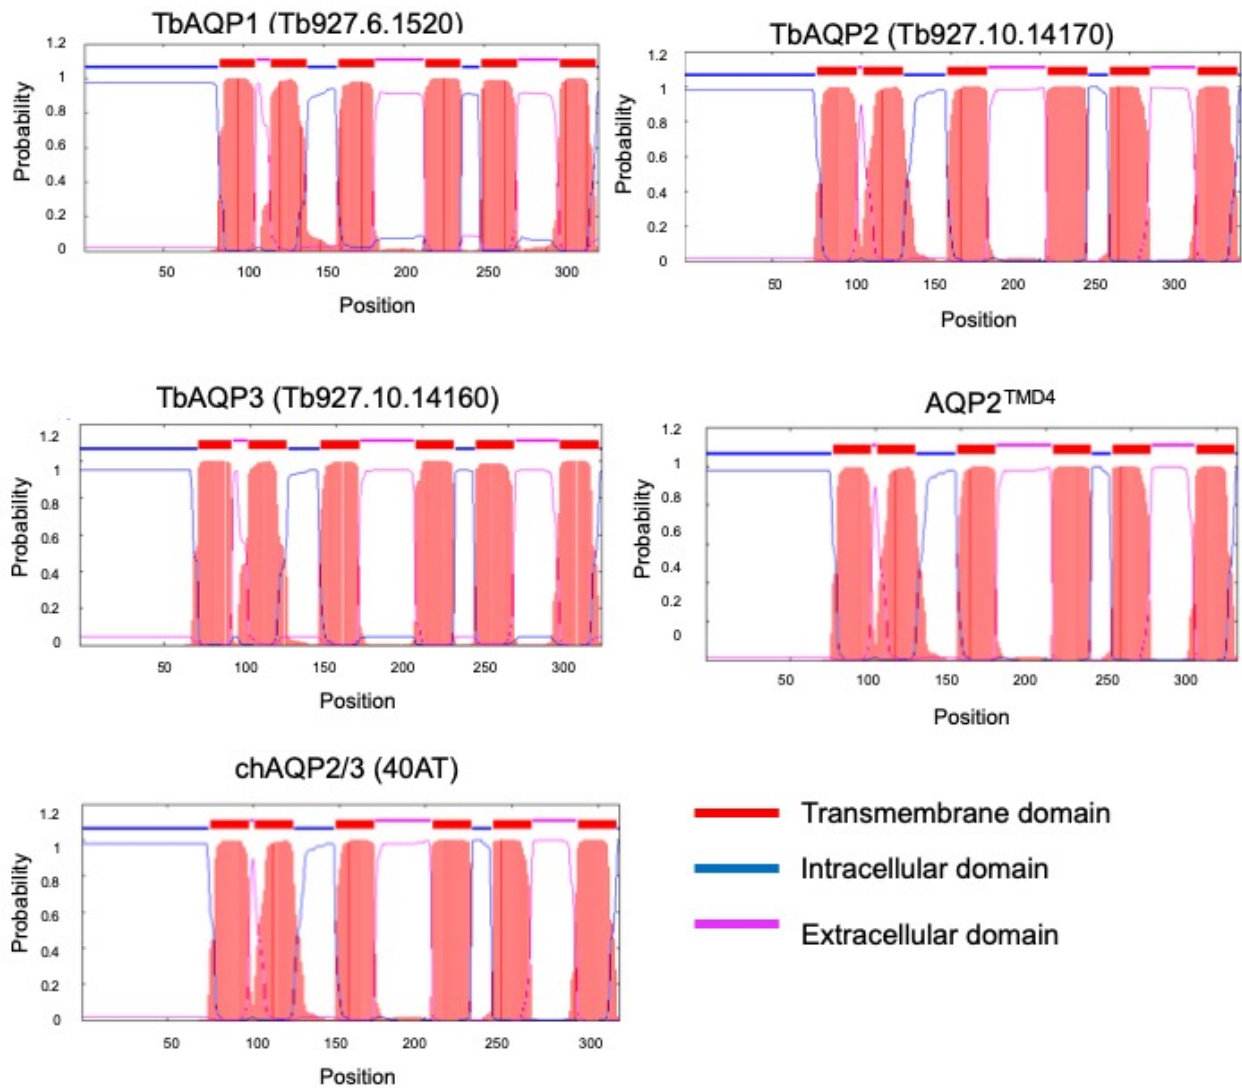 TbAQP1 (Tb927.6.1520)
1.2
1
0.8
0.6
0.4
0.2
0
Probability
50 100 150 200 250 300
Position
TbAQP2 (Tb927.10.14170)
1.2
1
0.8
0.6
0.4
0.2
0
Probability
50 100 150 200 250 300
Position
TbAQP3 (Tb927.10.14160)
1.2
1
0.8
0.6
0.4
0.2
0
Probability
50 100 150 200 250 300
Position
AQP2TMD4
1.2
1
0.8
0.6
0.4
0.2
0
Probability
50 100 150 200 250 300
Position
chAQP2/3 (40AT)
1.2
1
0.8
0.6
0.4
0.2
0
Probability
50 100 150 200 250 300
Position
Transmembrane domain
Intracellular domain
Extracellular domain